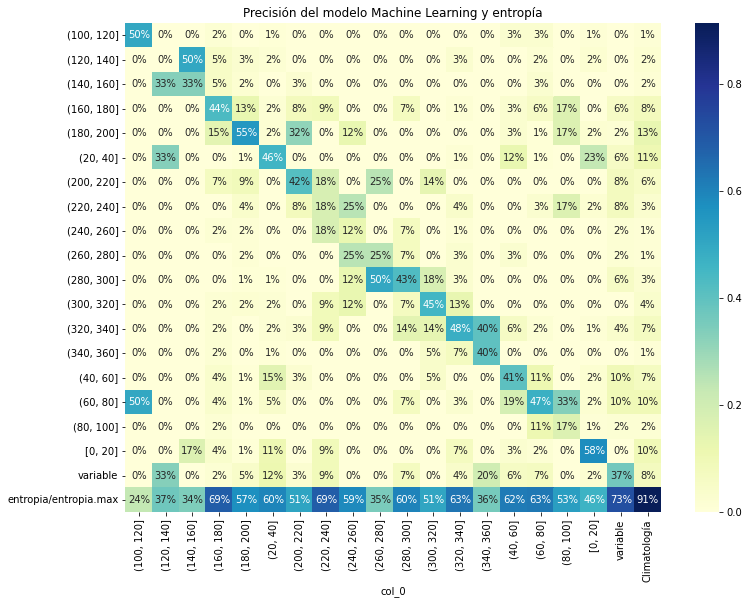 Precisión del modelo Machine Learning y entropía
(100, 120] 50% 0% 0% 2% 0% 1% 0% 0% 0% 0% 0% 0% 0% 0% 3% 3% 0% 1% 0% 1%
(120, 140] 0% 0% 50% 5% 3% 2% 0% 0% 0% 0% 0% 0% 3% 0% 0% 2% 0% 2% 0% 2%
(140, 160] 0% 33% 33% 5% 2% 0% 3% 0% 0% 0% 0% 0% 0% 0% 0% 3% 0% 0% 0% 2%
(160, 180] 0% 0% 0% 44% 13% 2% 8% 9% 0% 0% 7% 0% 1% 0% 3% 6% 17% 0% 6% 8%
(180, 200] 0% 0% 0% 15% 55% 2% 32% 0% 12% 0% 0% 0% 0% 0% 3% 1% 17% 2% 2% 13%
(20, 40] 0% 33% 0% 0% 1% 46% 0% 0% 0% 0% 0% 0% 1% 0% 12% 1% 0% 23% 6% 11%
(200, 220] 0% 0% 0% 7% 9% 0% 42% 18% 0% 25% 0% 14% 0% 0% 0% 0% 0% 0% 8% 6%
(220, 240] 0% 0% 0% 0% 4% 0% 8% 18% 25% 0% 0% 0% 4% 0% 0% 3% 17% 2% 8% 3%
(240, 260] 0% 0% 0% 2% 2% 0% 0% 18% 12% 0% 7% 0% 1% 0% 0% 0% 0% 0% 2% 1%
(260, 280] 0% 0% 0% 0% 0% 0% 0% 0% 25% 25% 7% 0% 3% 0% 3% 0% 0% 0% 2% 1%
(280, 300] 0% 0% 0% 0% 1% 1% 0% 0% 12% 50% 43% 18% 3% 0% 0% 0% 0% 0% 6% 3%
(300, 320] 0% 0% 0% 2% 2% 2% 0% 9% 12% 0% 7% 45% 13% 0% 0% 0% 0% 0% 0% 4%
(320, 340] 0% 0% 0% 2% 0% 2% 3% 9% 0% 0% 14% 14% 48% 40% 6% 2% 0% 1% 4% 7%
(340, 360] 0% 0% 0% 2% 0% 1% 0% 0% 0% 0% 0% 5% 7% 40% 0% 0% 0% 0% 0% 1%
(40, 60] 0% 0% 0% 4% 1% 15% 3% 0% 0% 0% 0% 5% 0% 0% 41% 11% 0% 2% 10% 7%
(60, 80] 50% 0% 0% 4% 1% 5% 0% 0% 0% 0% 7% 0% 3% 0% 19% 47% 33% 2% 10% 10%
(80, 100] 0% 0% 0% 2% 0% 0% 0% 0% 0% 0% 0% 0% 0% 0% 0% 11% 17% 1% 2% 2%
[0, 20] 0% 0% 17% 4% 1% 11% 0% 9% 0% 0% 0% 0% 7% 0% 3% 2% 0% 58% 0% 10%
variable 0% 33% 0% 2% 5% 12% 3% 9% 0% 0% 7% 0% 4% 20% 6% 7% 0% 2% 37% 8%
entropia/entropia.max 24% 37% 34% 69% 57% 60% 51% 69% 59% 35% 60% 51% 63% 36% 62% 63% 53% 46% 73% 91%
(100, 120] (120, 140] (140, 160] (160, 180] (180, 200] (20, 40] (200, 220] (220, 240] (240, 260] (260, 280] (280, 300] (300, 320] (320, 340] (340, 360] (40, 60] (60, 80] (80, 100] [0, 20] variable Climatología
col_0
0.8
0.6
0.4
0.2
0.0